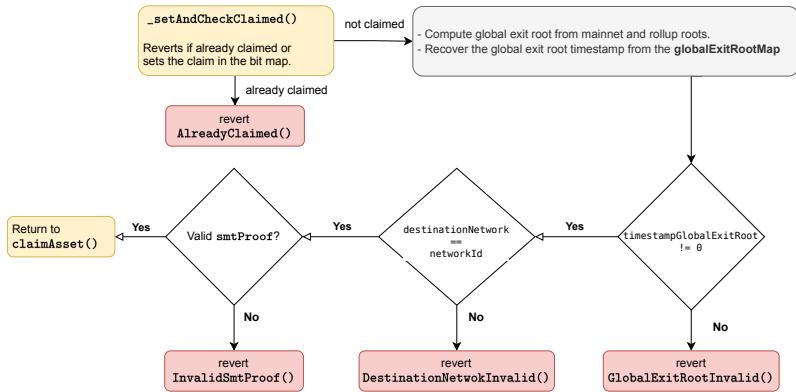 _setAndCheckClaimed()
Reverts if already claimed or
sets the claim in the bit map.
not claimed
- Compute global exit root from mainnet and rollup roots.
- Recover the global exit root timestamp from the globalExitRootMap
already claimed
revert
AlreadyClaimed()
Return to
claimAsset()
Yes
Valid smtProof?
Yes
destinationNetwork
==
networkId
Yes
timestampGlobalExitRoot
!= 0
No
No
No
revert
InvalidSmtProof()
revert
DestinationNetwokInvalid()
revert
GlobalExitRootInvalid()